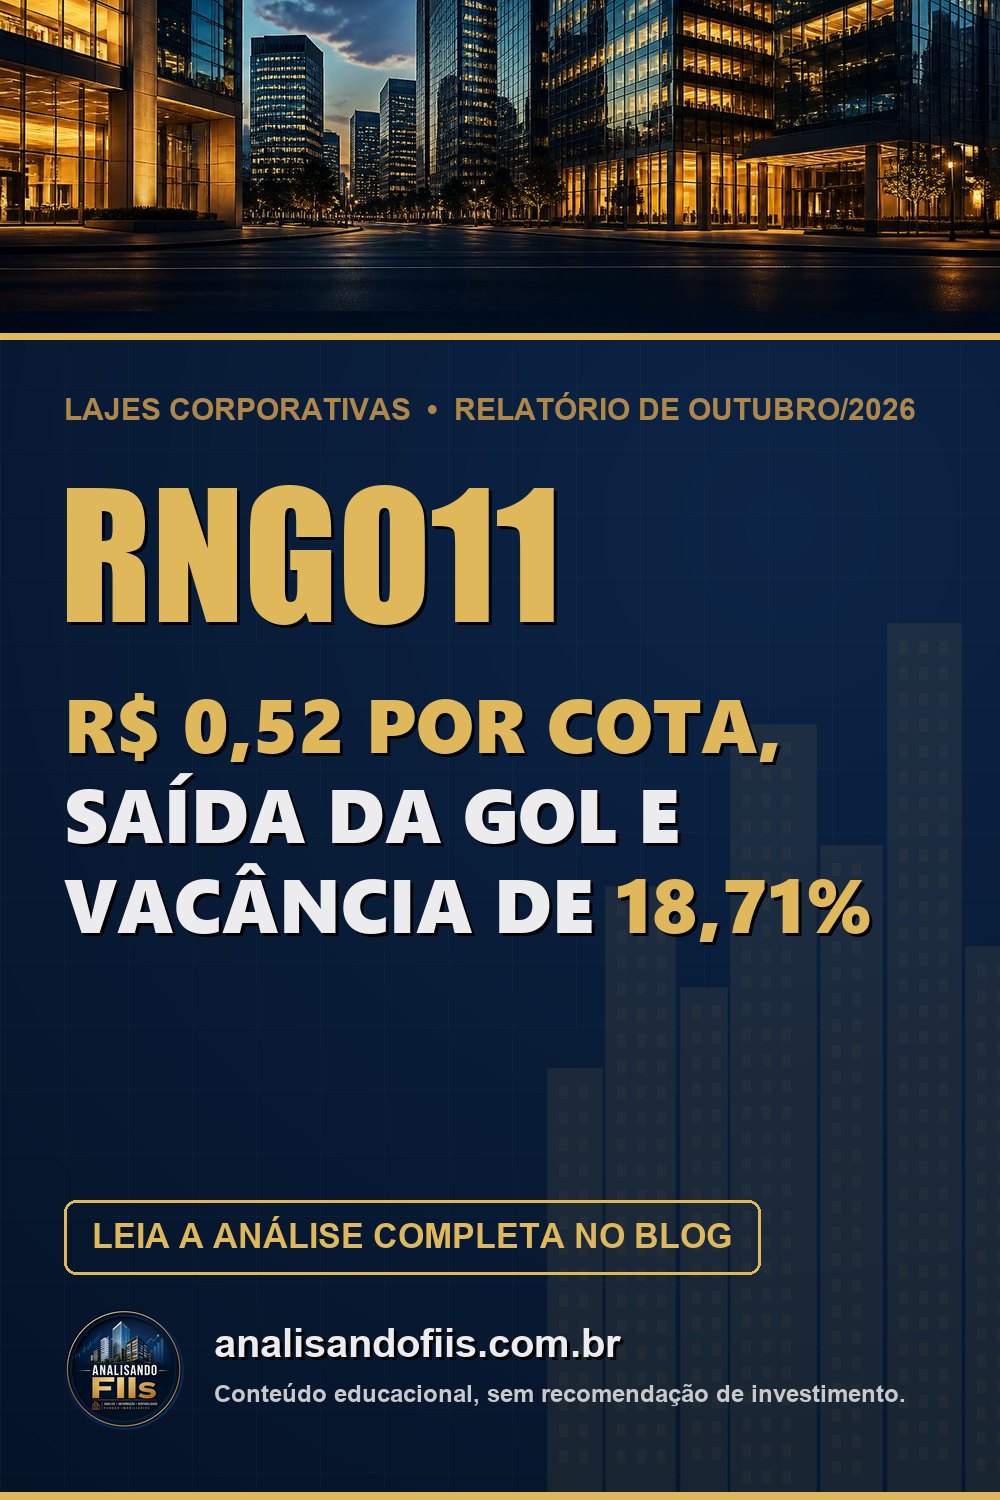 LAJES CORPORATIVAS • RELATÓRIO DE OUTUBRO/2026
RNGO11
R$ 0,52 POR COTA,
SAÍDA DA GOL E
VACÂNCIA DE 18,71%
LEIA A ANÁLISE COMPLETA NO BLOG
ANALISANDO
FIIs
analisandofiis.com.br
Conteúdo educacional, sem recomendação de investimento.